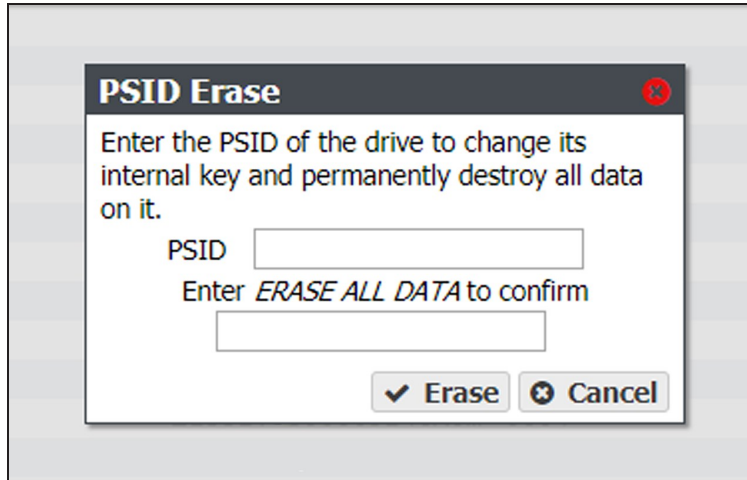 PSID Erase
Enter the PSID of the drive to change its
internal key and permanently destroy all data
on it.
PSID
Enter ERASE ALL DATA to confirm
Erase Cancel